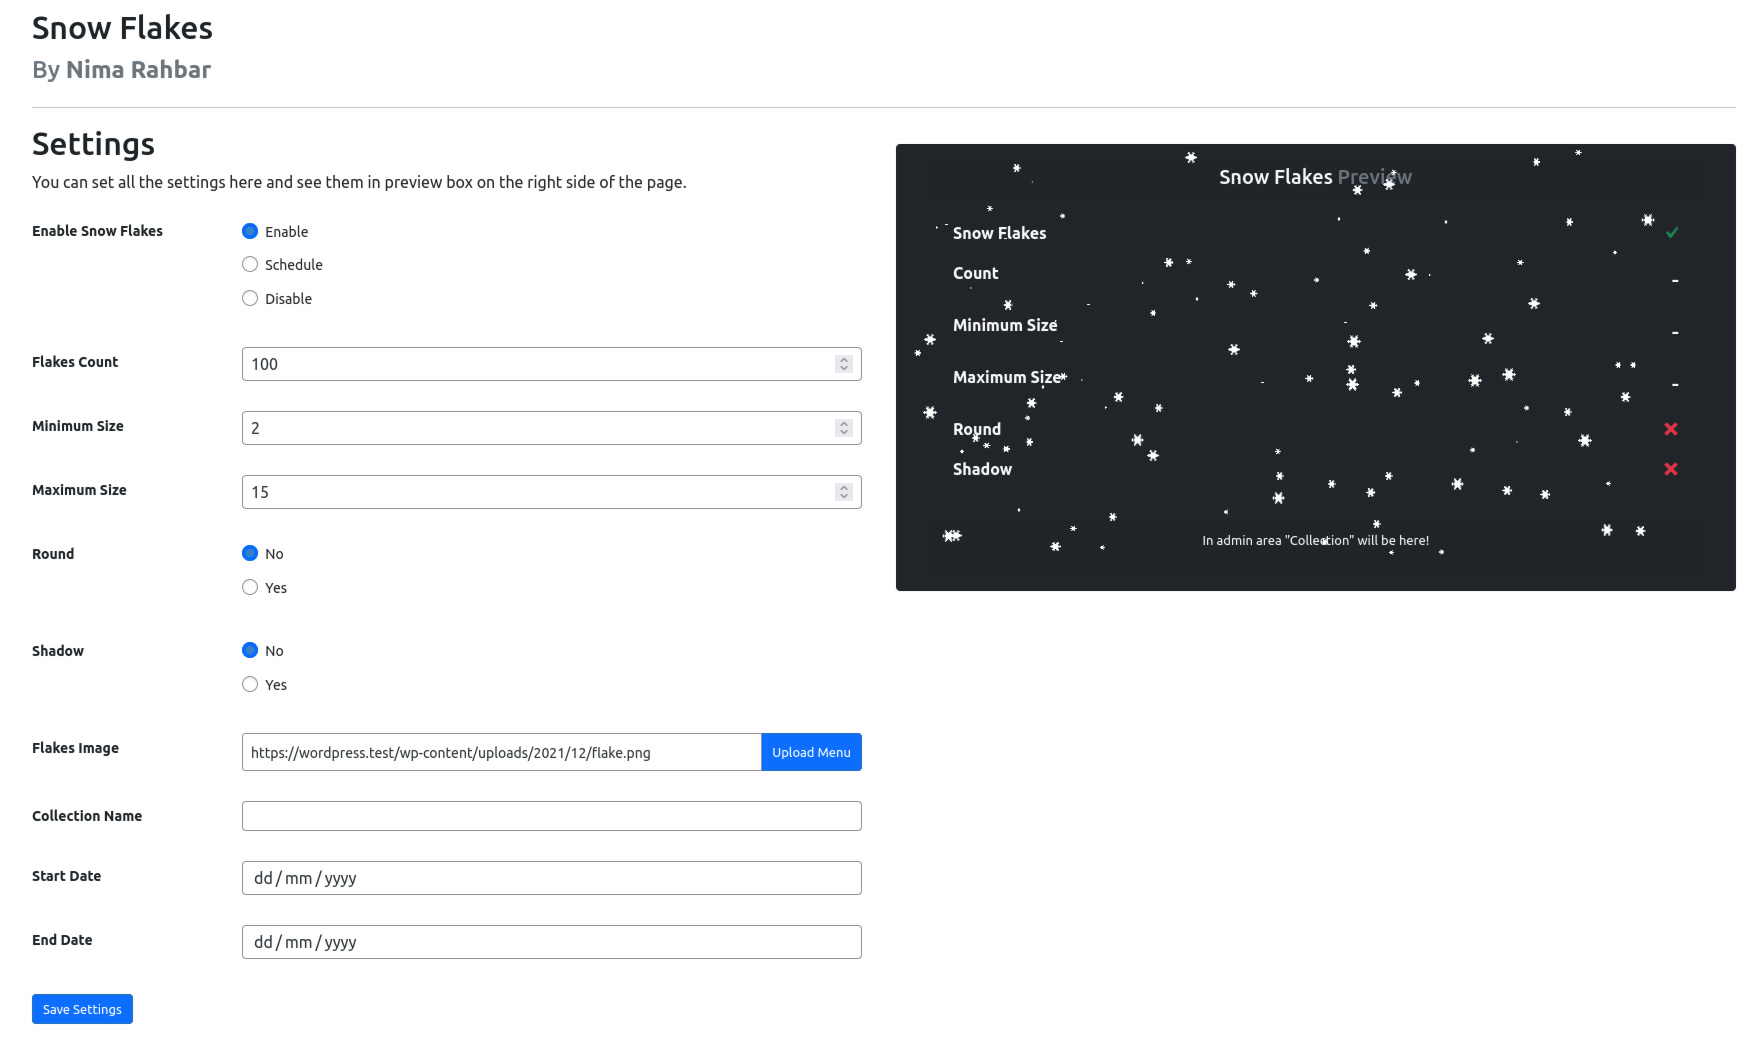 Snow Flakes
By Nima Rahbar
Settings
You can set all the settings here and see them in preview box on the right side of the page.
Enable Snow Flakes
Enable
Schedule
Disable
Flakes Count
100
Minimum Size
2
Maximum Size
15
Round
No
Yes
Shadow
No
Yes
Flakes Image
https://wordpress.test/wp-content/uploads/2021/12/flake.png
Upload Menu
Collection Name
Start Date
dd/mm/yyyy
End Date
dd/mm/yyyy
Save Settings
Snow Flakes Preview
Snow Flakes
Count -
Minimum Size -
Maximum Size -
Round
Shadow
In admin area "Collection" will be here!